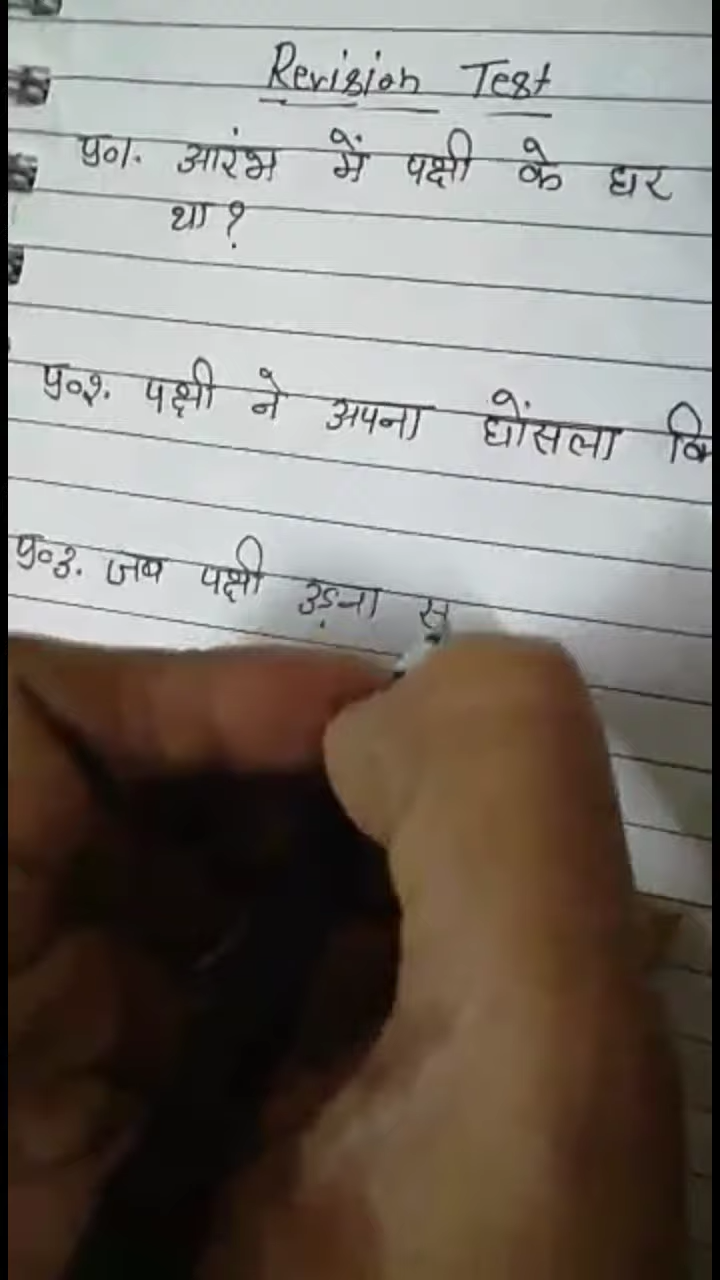 Revision Test
प्र०1. आरंभ में पक्षी के घर
था ?
प्र०2. पक्षी ने अपना घोंसला कि
प्र०3. जब पक्षी उड़ना सु